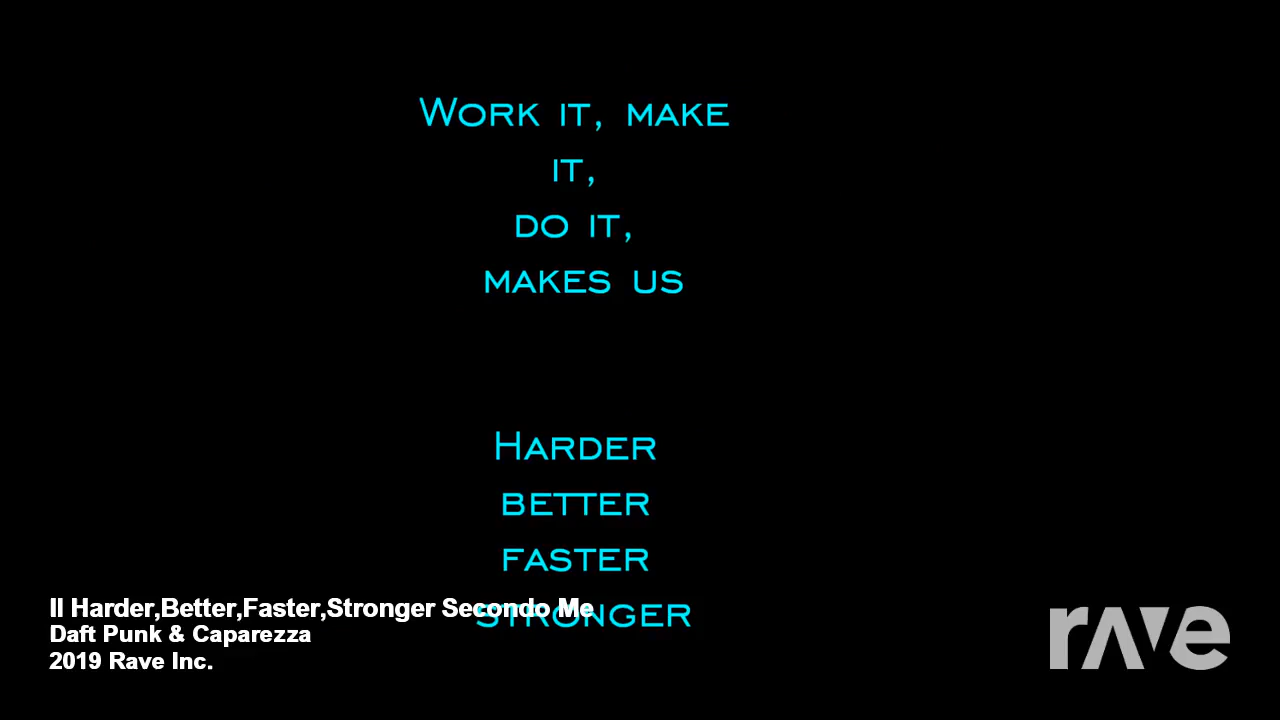 Work it, make
it,
do it,
makes us
Harder
better
faster
stronger
Il Harder,Better,Faster,Stronger Secondo Me
Daft Punk & Caparezza
2019 Rave Inc.
rave